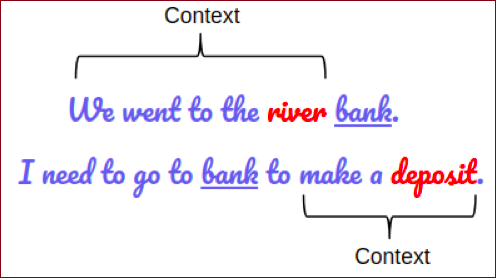 Context
We went to the river bank.
I need to go to bank to make a deposit.
Context